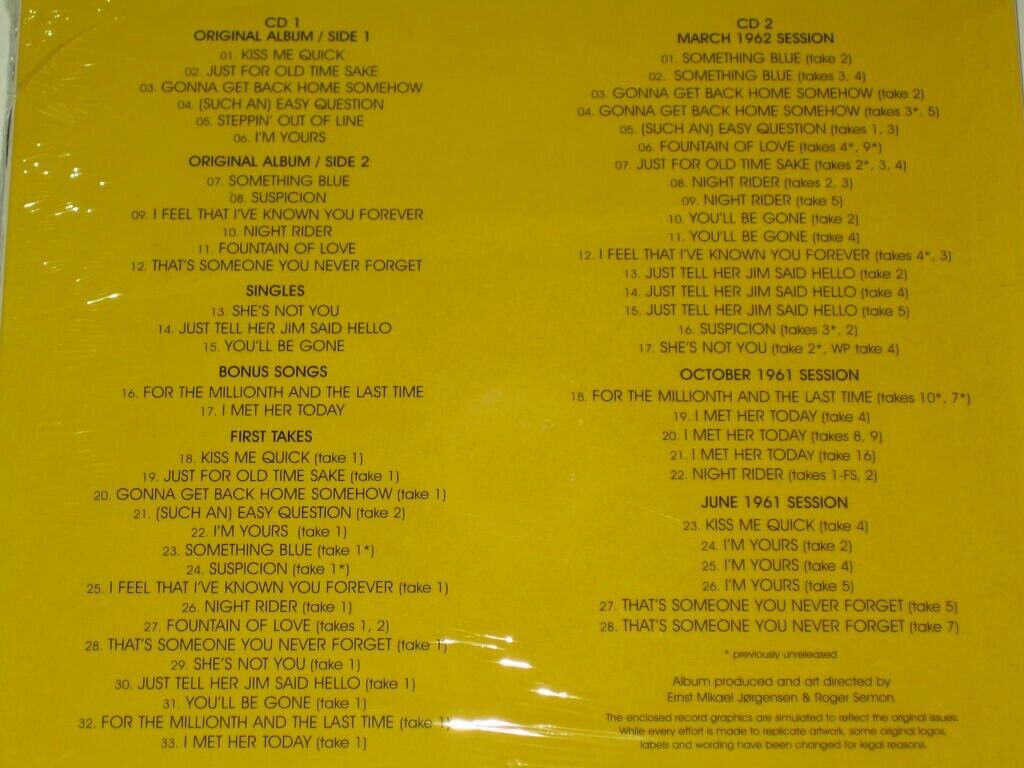 CD 1
ORIGINAL ALBUM / SIDE 1
01. KISS ME QUICK
02. JUST FOR OLD TIME SAKE
03. GONNA GET BACK HOME SOMEHOW
04. (SUCH AN) EASY QUESTION
05. STEPPIN' OUT OF LINE
06. I'M YOURS
ORIGINAL ALBUM / SIDE 2
07. SOMETHING BLUE
08. SUSPICION
09. I FEEL THAT I'VE KNOWN YOU FOREVER
10. NIGHT RIDER
11. FOUNTAIN OF LOVE
12. THAT'S SOMEONE YOU NEVER FORGET
SINGLES
13. SHE'S NOT YOU
14. JUST TELL HER JIM SAID HELLO
15. YOU'LL BE GONE
BONUS SONGS
16. FOR THE MILLIONTH AND THE LAST TIME
17. I MET HER TODAY
FIRST TAKES
18. KISS ME QUICK (take 1)
19. JUST FOR OLD TIME SAKE (take 1)
20. GONNA GET BACK HOME SOMEHOW (take 1)
21. (SUCH AN) EASY QUESTION (take 2)
22. I'M YOURS (take 1)
23. SOMETHING BLUE (take 1*)
24. SUSPICION (take 1*)
25. I FEEL THAT I'VE KNOWN YOU FOREVER (take 1)
26. NIGHT RIDER (take 1)
27. FOUNTAIN OF LOVE (takes 1, 2)
28. THAT'S SOMEONE YOU NEVER FORGET (take 1)
29. SHE'S NOT YOU (take 1)
30. JUST TELL HER JIM SAID HELLO (take 1)
31. YOU'LL BE GONE (take 1)
32. FOR THE MILLIONTH AND THE LAST TIME (take 1)
33. I MET HER TODAY (take 1)
CD 2
MARCH 1962 SESSION
01. SOMETHING BLUE (take 2)
02. SOMETHING BLUE (takes 3, 4)
03. GONNA GET BACK HOME SOMEHOW (take 2)
04. GONNA GET BACK HOME SOMEHOW (takes 3*, 5)
05. (SUCH AN) EASY QUESTION (takes 1, 3)
06. FOUNTAIN OF LOVE (takes 4*, 9*)
07. JUST FOR OLD TIME SAKE (takes 2*, 3, 4)
08. NIGHT RIDER (takes 2, 3)
09. NIGHT RIDER (take 5)
10. YOU'LL BE GONE (take 2)
11. YOU'LL BE GONE (take 4)
12. I FEEL THAT I'VE KNOWN YOU FOREVER (takes 4*, 3)
13. JUST TELL HER JIM SAID HELLO (take 2)
14. JUST TELL HER JIM SAID HELLO (take 4)
15. JUST TELL HER JIM SAID HELLO (take 5)
16. SUSPICION (takes 3*, 2)
17. SHE'S NOT YOU (take 2*, WP take 4)
OCTOBER 1961 SESSION
18. FOR THE MILLIONTH AND THE LAST TIME (takes 10*, 7*)
19. I MET HER TODAY (take 4)
20. I MET HER TODAY (takes 8, 9)
21. I MET HER TODAY (take 16)
22. NIGHT RIDER (takes 1-FS, 2)
JUNE 1961 SESSION
23. KISS ME QUICK (take 4)
24. I'M YOURS (take 2)
25. I'M YOURS (take 4)
26. I'M YOURS (take 5)
27. THAT'S SOMEONE YOU NEVER FORGET (take 5)
28. THAT'S SOMEONE YOU NEVER FORGET (take 7)
* previously unreleased
Album produced and art directed by
Ernst Mikael Jørgensen & Roger Semon.
The enclosed record graphics are simulated to reflect the original issues.
While every effort is made to replicate artwork, some original logos,
labels and wording have been changed for legal reasons.